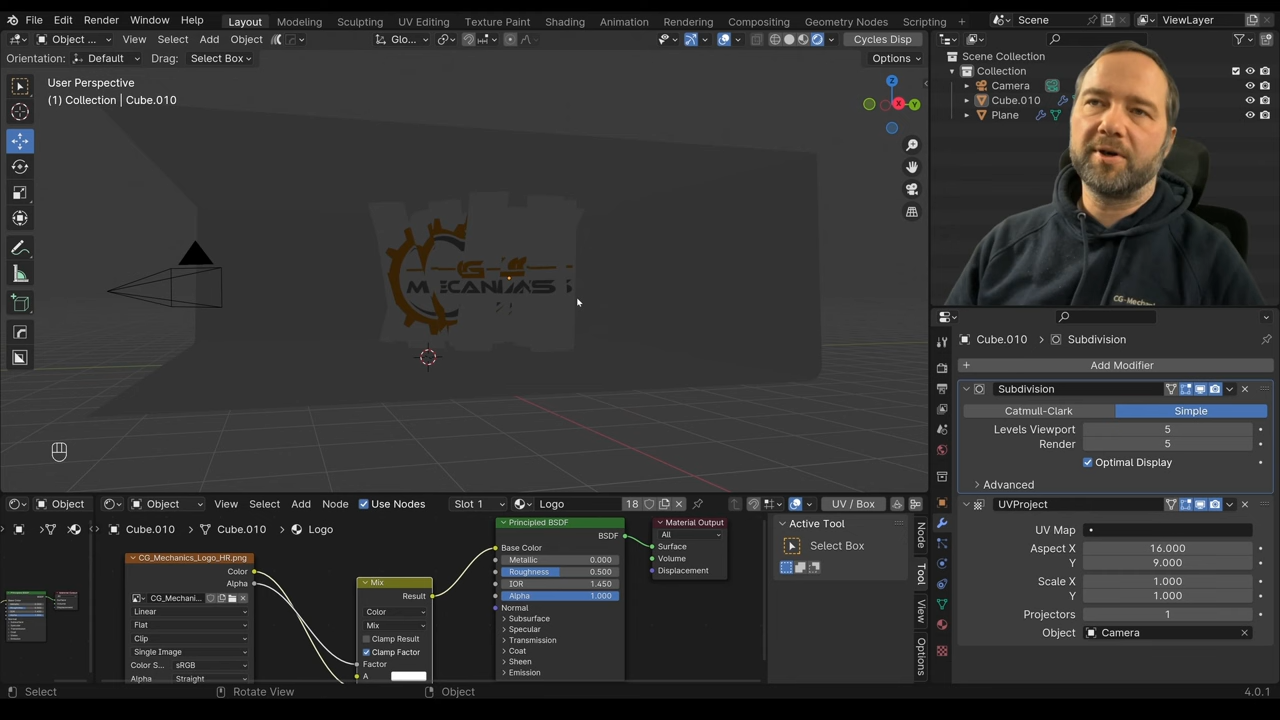 File Edit Render Window Help Layout Modeling Sculpting UV Editing Texture Paint Shading Animation Rendering Compositing Geometry Nodes Scripting + Scene ViewLayer
Object ... View Select Add Object Glo... Cycles Disp
Orientation: Default Drag: Select Box Options
User Perspective
(1) Collection | Cube.010
Z
X
Y
CG
MECANIAS
CG-Mechan
Scene Collection
Collection
Camera
Cube.010
Plane
Cube.010 > Subdivision
+ Add Modifier
Subdivision
Catmull-Clark Simple
Levels Viewport 5
Render 5
Optimal Display
Advanced
UVProject
UV Map
Aspect X 16.000
Y 9.000
Scale X 1.000
Y 1.000
Projectors 1
Object Camera
Object Object View Select Add Node Use Nodes Slot 1 Logo 18 UV / Box
Cube.010 > Cube.010 > Logo
CG_Mechanics_Logo_HR.png
Color
Alpha
CG_Mechani...
Linear
Flat
Clip
Single Image
Color S... sRGB
Alpha Straight
Mix
Result
Color
Mix
Clamp Result
Clamp Factor
Factor
A
Principled BSDF
BSDF
Base Color
Metallic 0.000
Roughness 0.500
IOR 1.450
Alpha 1.000
Normal
Subsurface
Specular
Transmission
Coat
Sheen
Emission
Material Output
All
Surface
Volume
Displacement
Active Tool
Select Box
Node
Tool
View
Options
Select Rotate View Object 4.0.1